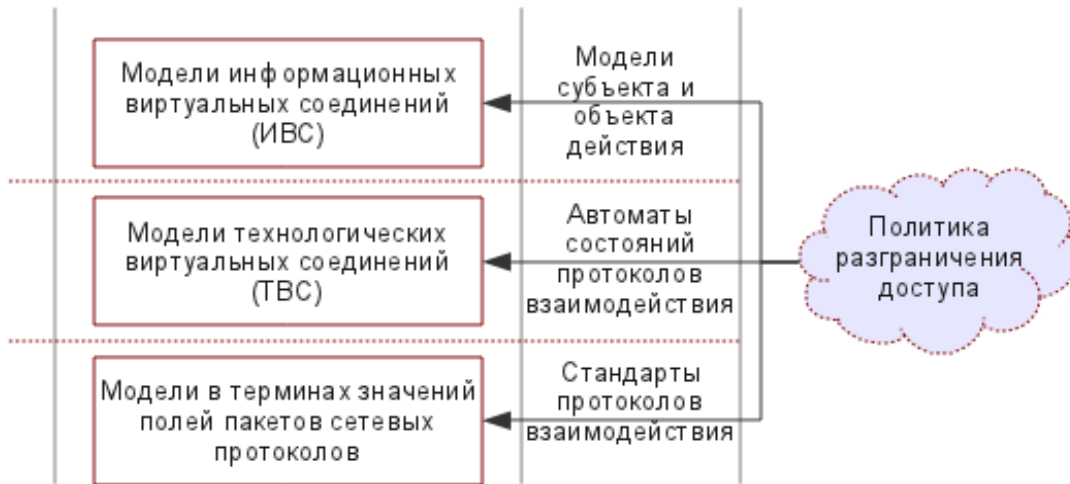 Модели информационных
виртуальных соединений
(ИВС)
Модели
субъекта и
объекта
действия
Модели технологических
виртуальных соединений
(ТВС)
Автоматы
состояний
протоколов
взаимодействия
Политика
разграничения
доступа
Модели в терминах значений
полей пакетов сетевых
протоколов
Стандарты
протоколов
взаимодействия